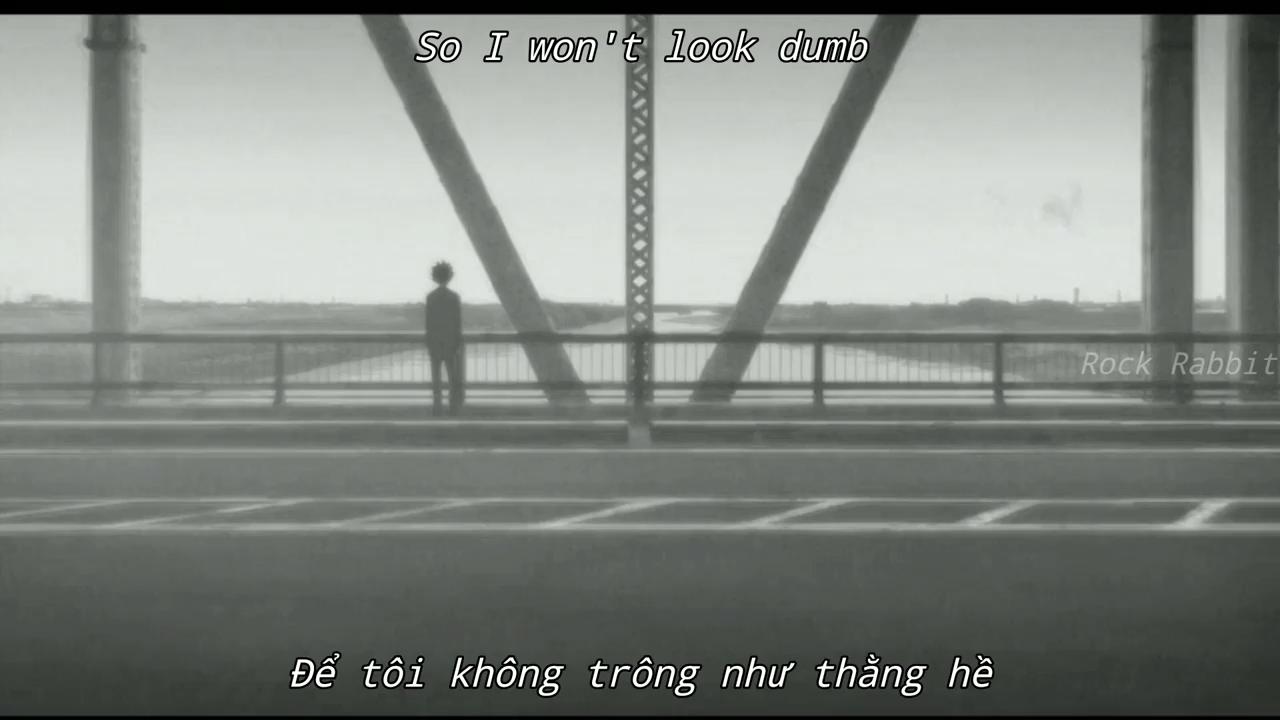 So I won't look dumb
Rock Rabbit
Để tôi không trông như thằng hề